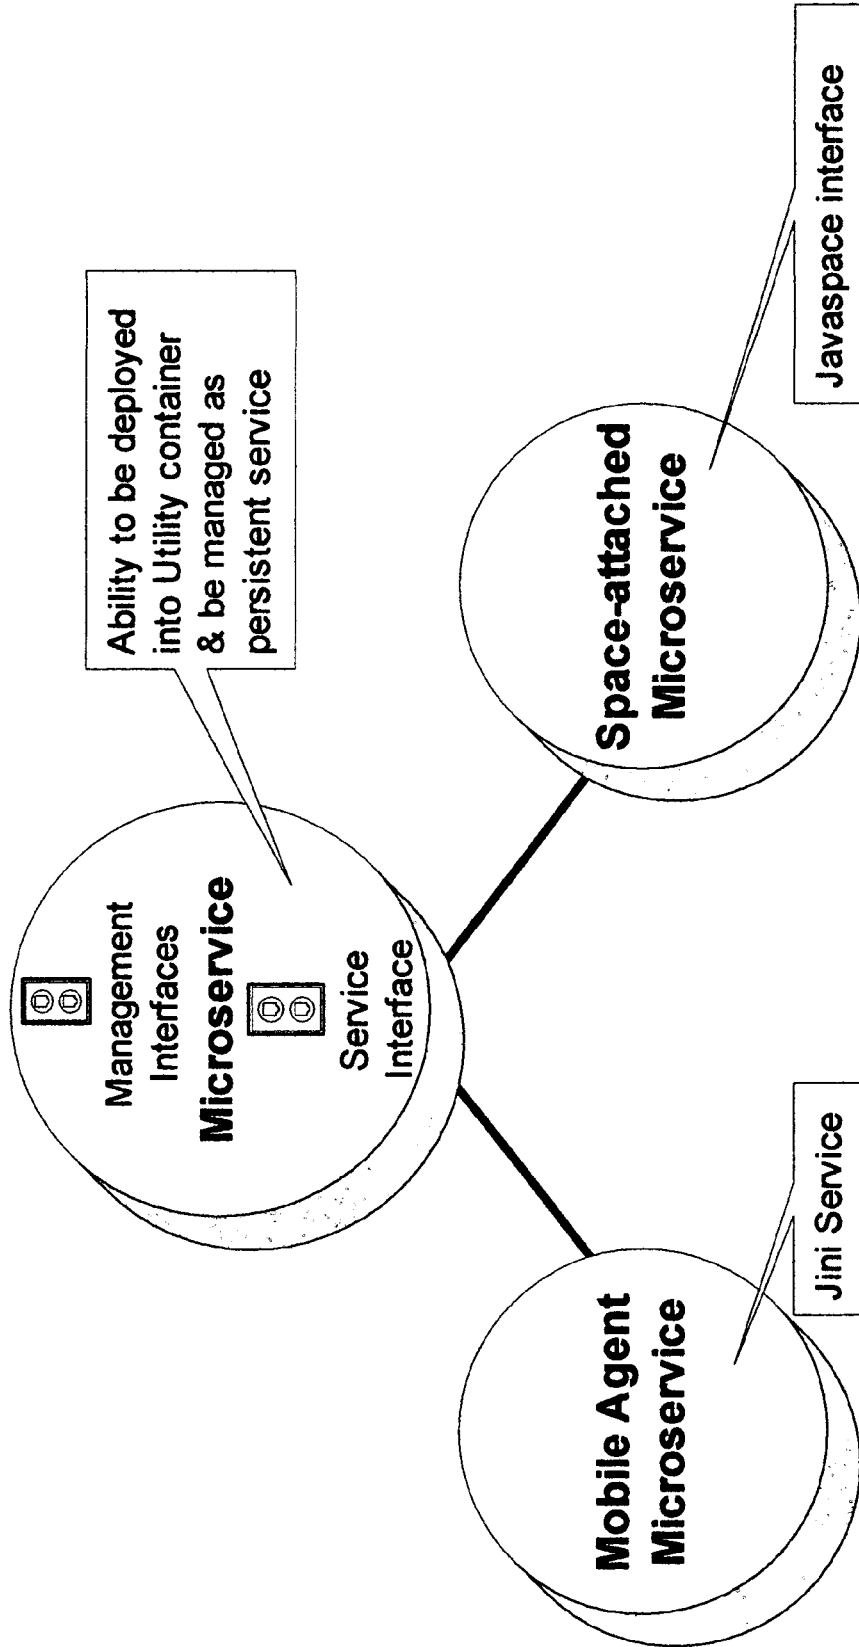 Ability to be deployed
into Utility container
& be managed as
persistent service
Management
Interfaces
Microservice
Service
Interface
Mobile Agent
Microservice
Space-attached
Microservice
Jini Service
Javaspace interface